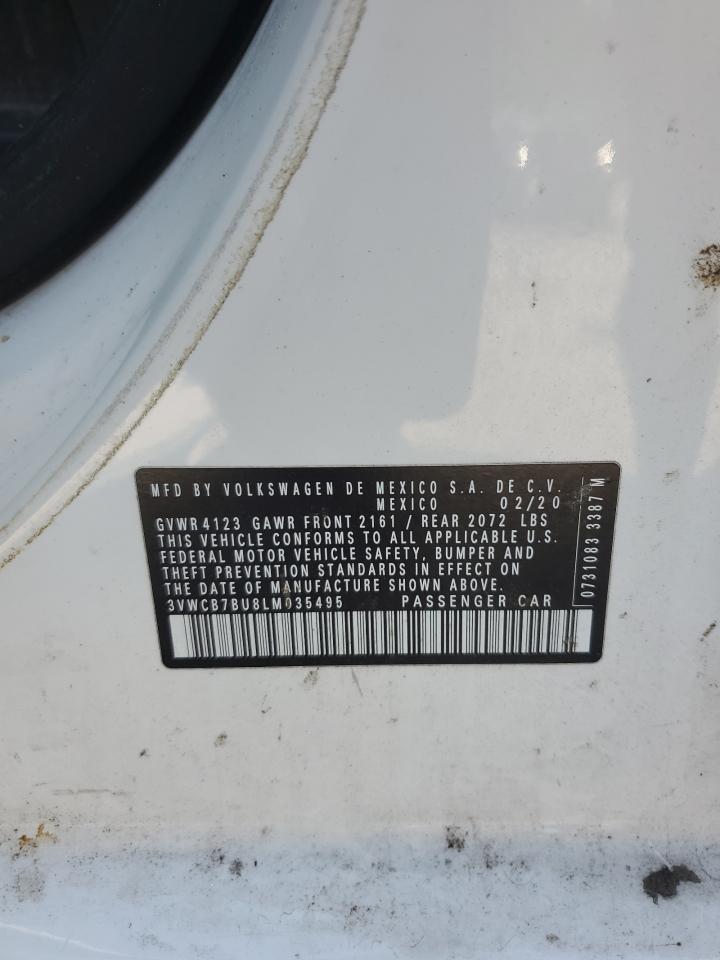 MFD BY VOLKSWAGEN DE MEXICO S.A. DE C.V.
MEXICO 02/20
GVWR 4123 GAWR FRONT 2161 / REAR 2072 LBS
THIS VEHICLE CONFORMS TO ALL APPLICABLE U.S.
FEDERAL MOTOR VEHICLE SAFETY, BUMPER AND
THEFT PREVENTION STANDARDS IN EFFECT ON
THE DATE OF MANUFACTURE SHOWN ABOVE.
3VWCB7BU8LM035495 PASSENGER CAR
0731083 3387 M